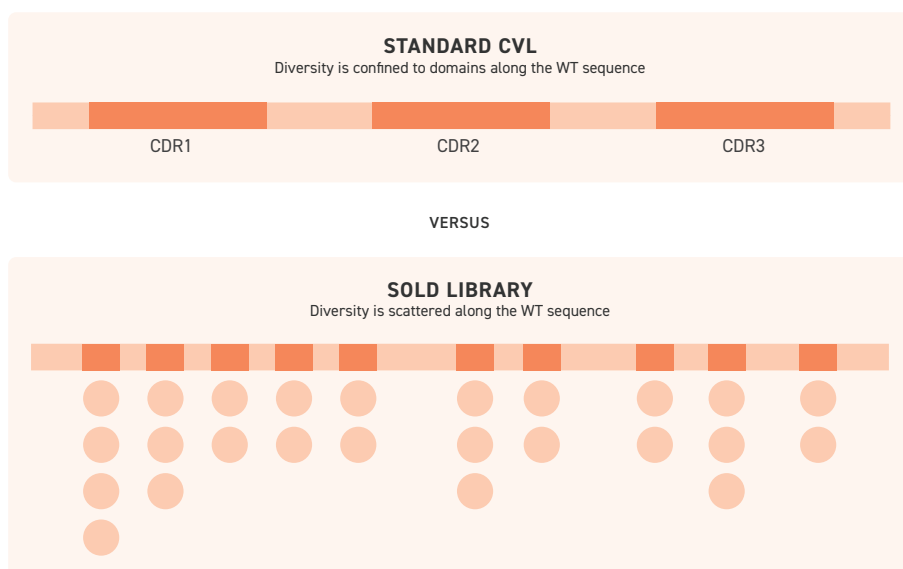 STANDARD CVL
Diversity is confined to domains along the WT sequence
CDR1 CDR2 CDR3
VERSUS
SOLD LIBRARY
Diversity is scattered along the WT sequence